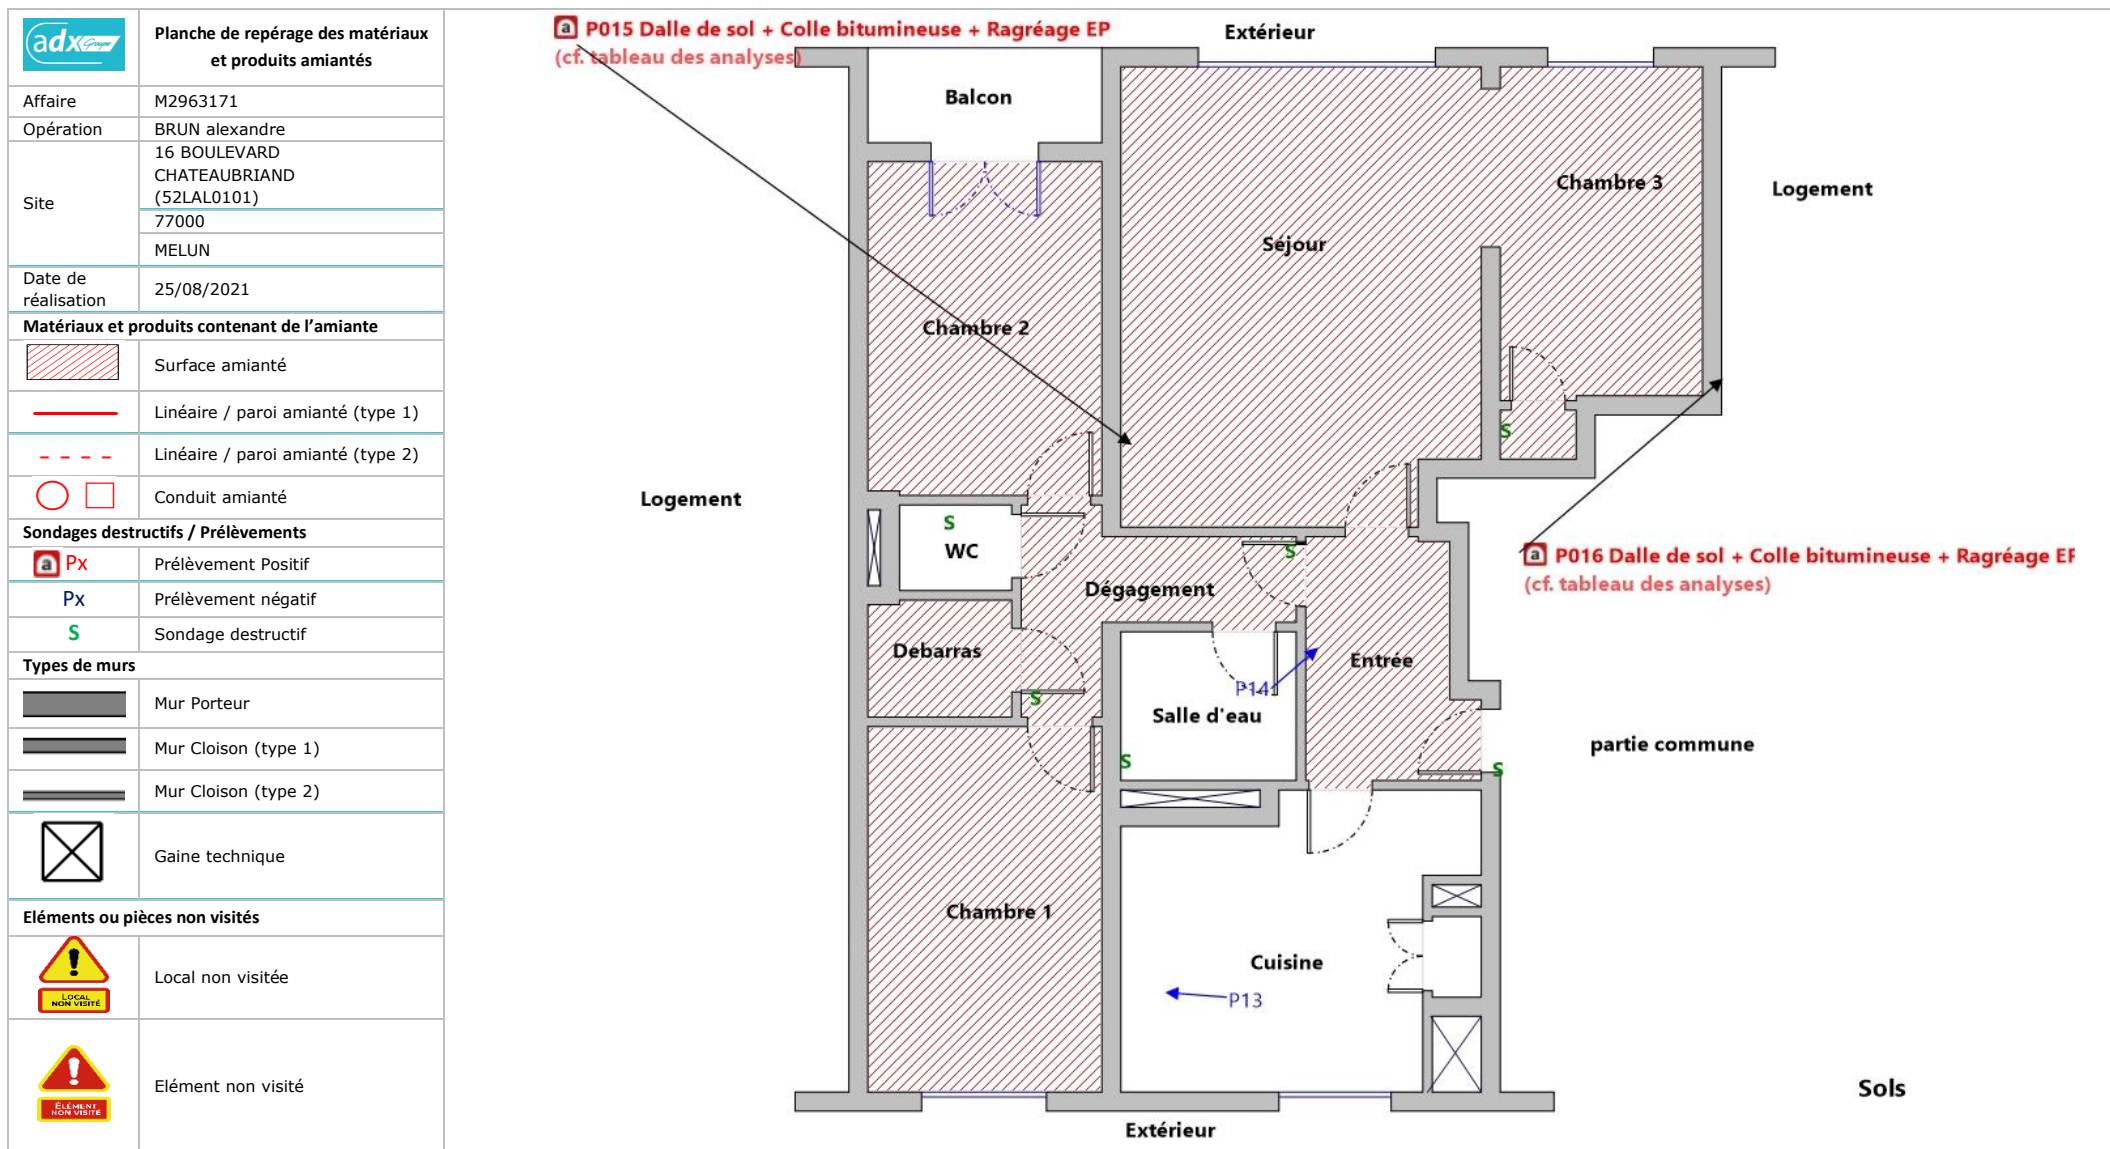 adx Groupe
Planche de repérage des matériaux
et produits amiantés
Affaire
M2963171
Opération
BRUN alexandre
Site
16 BOULEVARD
CHATEAUBRIAND
(52LAL0101)
77000
MELUN
Date de
réalisation
25/08/2021
Matériaux et produits contenant de l’amiante
Surface amianté
Linéaire / paroi amianté (type 1)
Linéaire / paroi amianté (type 2)
Conduit amianté
Sondages destructifs / Prélèvements
a Px
Prélèvement Positif
Px
Prélèvement négatif
S
Sondage destructif
Types de murs
Mur Porteur
Mur Cloison (type 1)
Mur Cloison (type 2)
Gaine technique
Eléments ou pièces non visités
LOCAL
NON VISITÉ
Local non visitée
ÉLÉMENT
NON VISITÉ
Elément non visité
a P015 Dalle de sol + Colle bitumineuse + Ragréage EP
(cf. tableau des analyses)
Extérieur
Balcon
Chambre 3
Logement
Séjour
Chambre 2
S
Logement
S
WC
S
a P016 Dalle de sol + Colle bitumineuse + Ragréage EP
(cf. tableau des analyses)
Dégagement
Débarras
Entrée
P14
S
Salle d'eau
partie commune
S
S
Chambre 1
Cuisine
P13
Sols
Extérieur